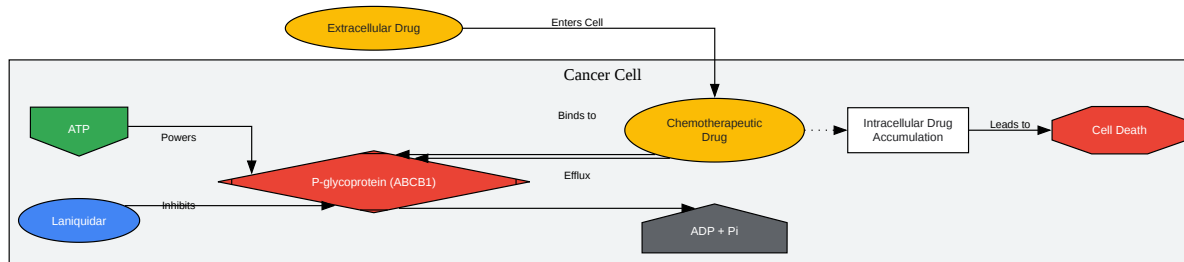 Extracellular Drug
Enters Cell
Cancer Cell
ATP
Powers
Binds to
Chemotherapeutic
Drug
Intracellular Drug
Accumulation
Leads to
Cell Death
P-glycoprotein (ABCB1)
Efflux
Laniquidar
Inhibits
ADP + Pi